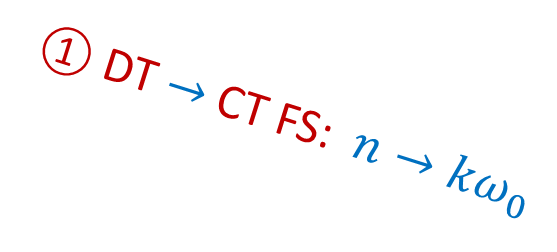 ① DT → CT FS: n → kω₀